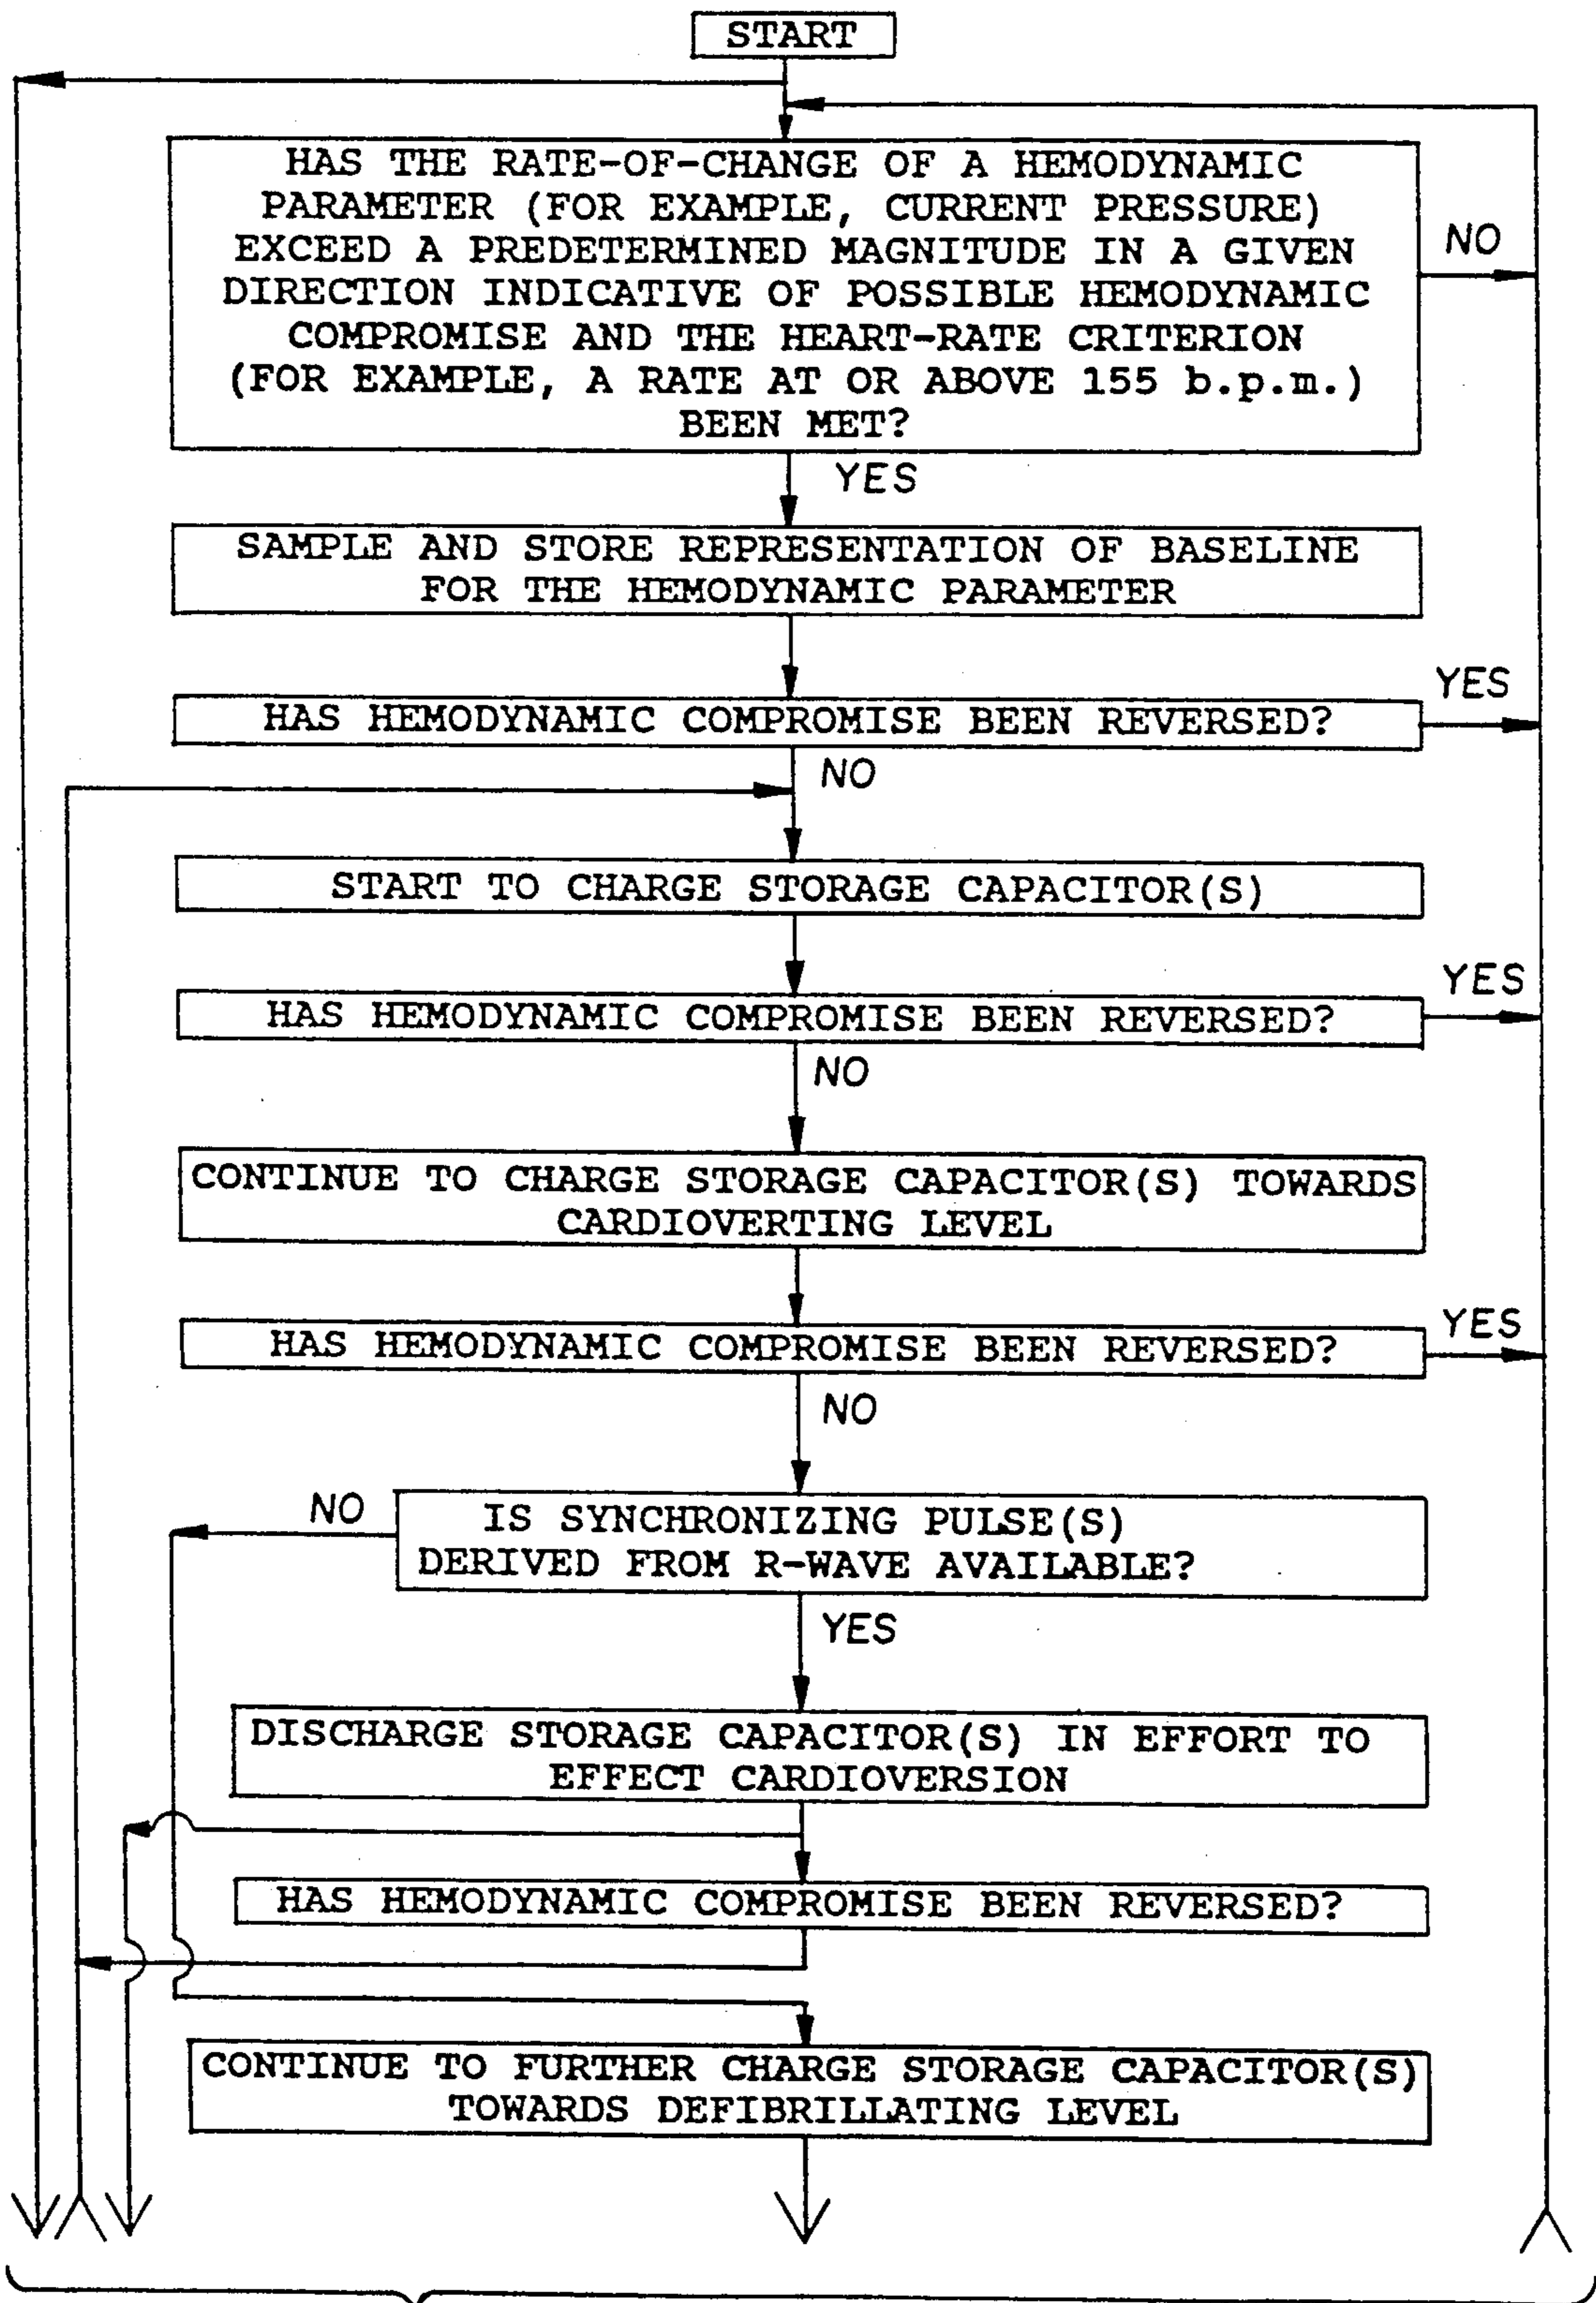 START
HAS THE RATE-OF-CHANGE OF A HEMODYNAMIC
PARAMETER (FOR EXAMPLE, CURRENT PRESSURE)
EXCEED A PREDETERMINED MAGNITUDE IN A GIVEN
DIRECTION INDICATIVE OF POSSIBLE HEMODYNAMIC
COMPROMISE AND THE HEART-RATE CRITERION
(FOR EXAMPLE, A RATE AT OR ABOVE 155 b.p.m.)
BEEN MET?
NO
YES
SAMPLE AND STORE REPRESENTATION OF BASELINE
FOR THE HEMODYNAMIC PARAMETER
HAS HEMODYNAMIC COMPROMISE BEEN REVERSED?
YES
NO
START TO CHARGE STORAGE CAPACITOR(S)
HAS HEMODYNAMIC COMPROMISE BEEN REVERSED?
YES
NO
CONTINUE TO CHARGE STORAGE CAPACITOR(S) TOWARDS
CARDIOVERTING LEVEL
HAS HEMODYNAMIC COMPROMISE BEEN REVERSED?
YES
NO
IS SYNCHRONIZING PULSE(S)
DERIVED FROM R-WAVE AVAILABLE?
NO
YES
DISCHARGE STORAGE CAPACITOR(S) IN EFFORT TO
EFFECT CARDIOVERSION
HAS HEMODYNAMIC COMPROMISE BEEN REVERSED?
CONTINUE TO FURTHER CHARGE STORAGE CAPACITOR(S)
TOWARDS DEFIBRILLATING LEVEL